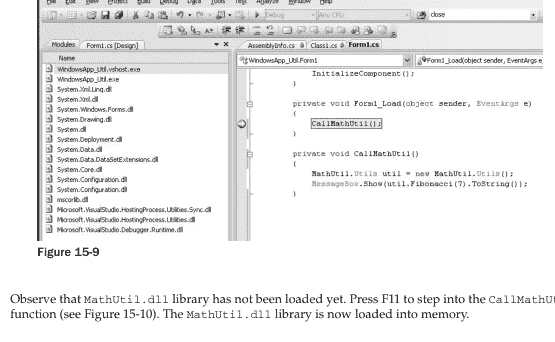 File Edit View Project Build Debug Data Tools Test Analyze Window Help
Debug Any CPU close
Modules Form1.cs [Design] AssemblyInfo.cs Class1.cs Form1.cs
Name
WindowsApp_Util.vshost.exe
WindowsApp_Util.exe
System.Xml.Linq.dll
System.Xml.dll
System.Windows.Forms.dll
System.Drawing.dll
System.dll
System.Deployment.dll
System.Data.dll
System.Data.DataSetExtensions.dll
System.Core.dll
System.Configuration.dll
System.Configuration.dll
mscorlib.dll
Microsoft.VisualStudio.HostingProcess.Utilities.Sync.dll
Microsoft.VisualStudio.HostingProcess.Utilities.dll
Microsoft.VisualStudio.Debugger.Runtime.dll
WindowsApp_Util.Form1 Form1_Load(object sender, EventArgs e
InitializeComponent();
}
private void Form1_Load(object sender, EventArgs e)
{
CallMathUtil();
}
private void CallMathUtil()
{
MathUtil.Utils util = new MathUtil.Utils();
MessageBox.Show(util.Fibonacci(7).ToString());
}
Figure 15-9
Observe that MathUtil.dll library has not been loaded yet. Press F11 to step into the CallMathUt
function (see Figure 15-10). The MathUtil.dll library is now loaded into memory.